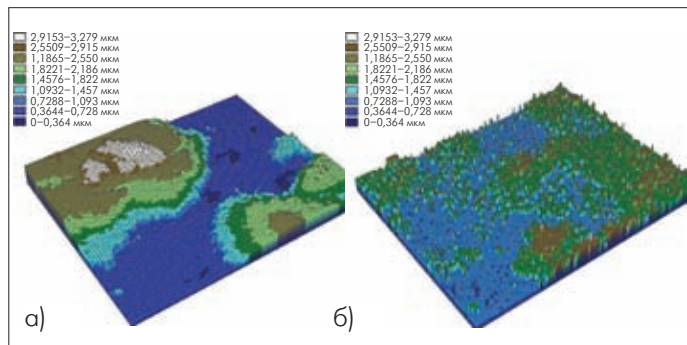 2,9153–3,279 мкм
2,5509–2,915 мкм
1,1865–2,550 мкм
1,8221–2,186 мкм
1,4576–1,822 мкм
1,0932–1,457 мкм
0,7288–1,093 мкм
0,3644–0,728 мкм
0–0,364 мкм
а)
2,9153–3,279 мкм
2,5509–2,915 мкм
1,1865–2,550 мкм
1,8221–2,186 мкм
1,4576–1,822 мкм
1,0932–1,457 мкм
0,7288–1,093 мкм
0,3644–0,728 мкм
0–0,364 мкм
б)